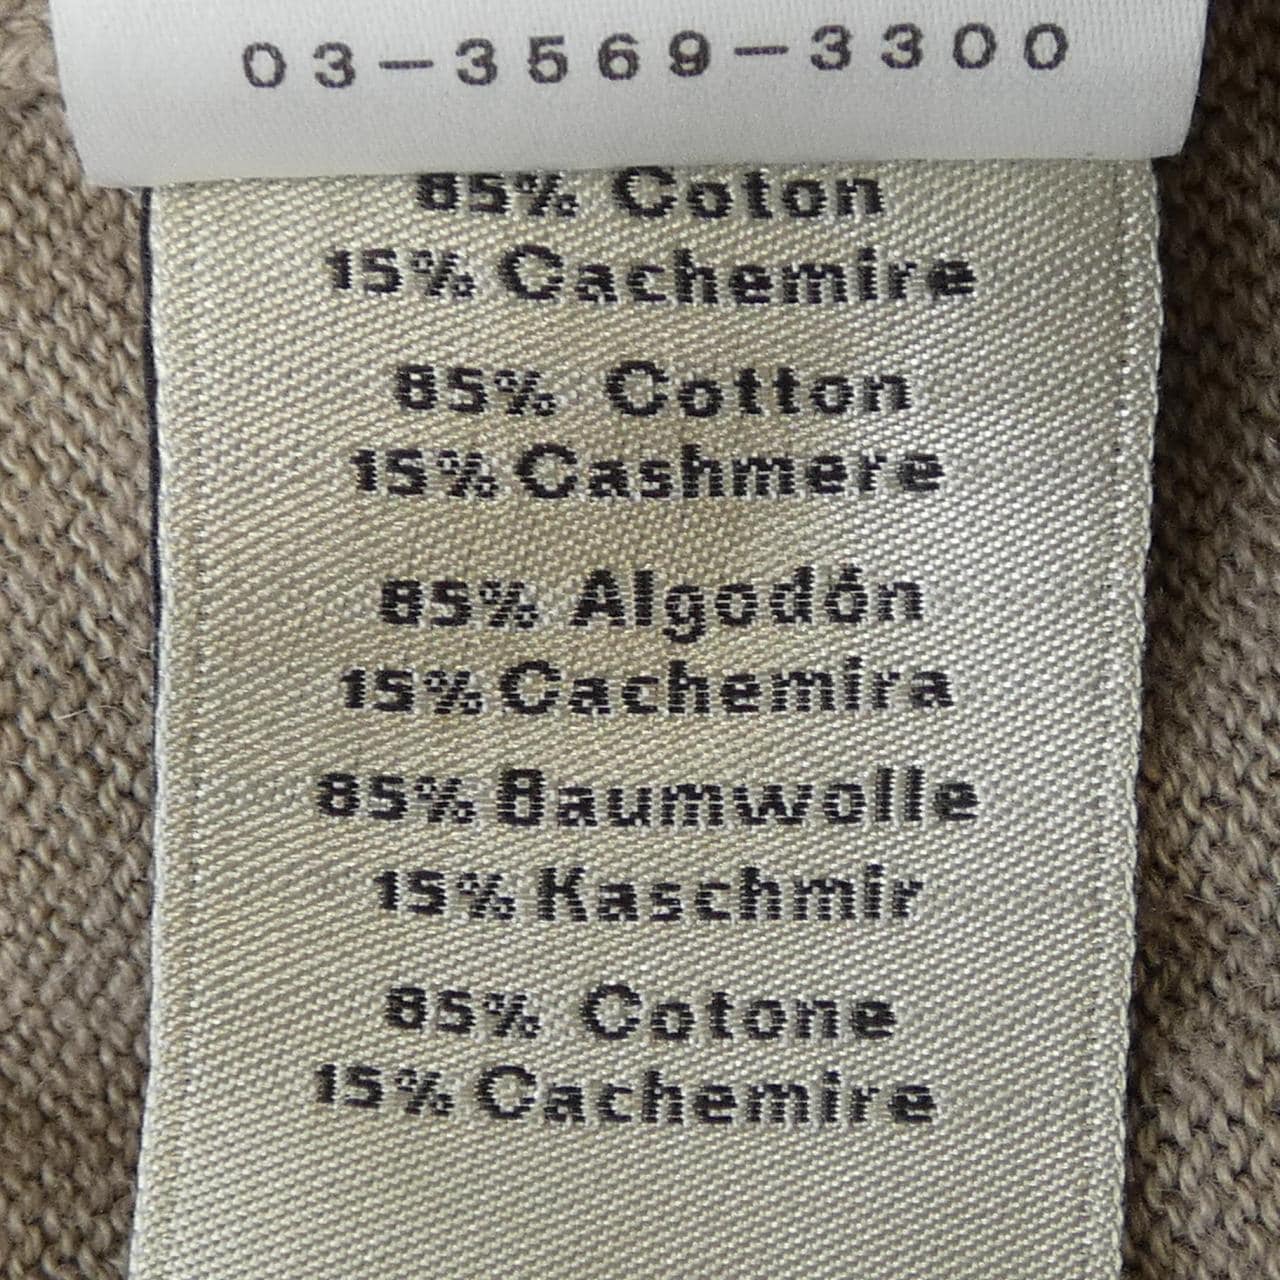 03-3569-3300
85% Coton
15% Cachemire
85% Cotton
15% Cashmere
85% Algodón
15% Cachemira
85% Baumwolle
15% Kaschmir
85% Cotone
15% Cachemire